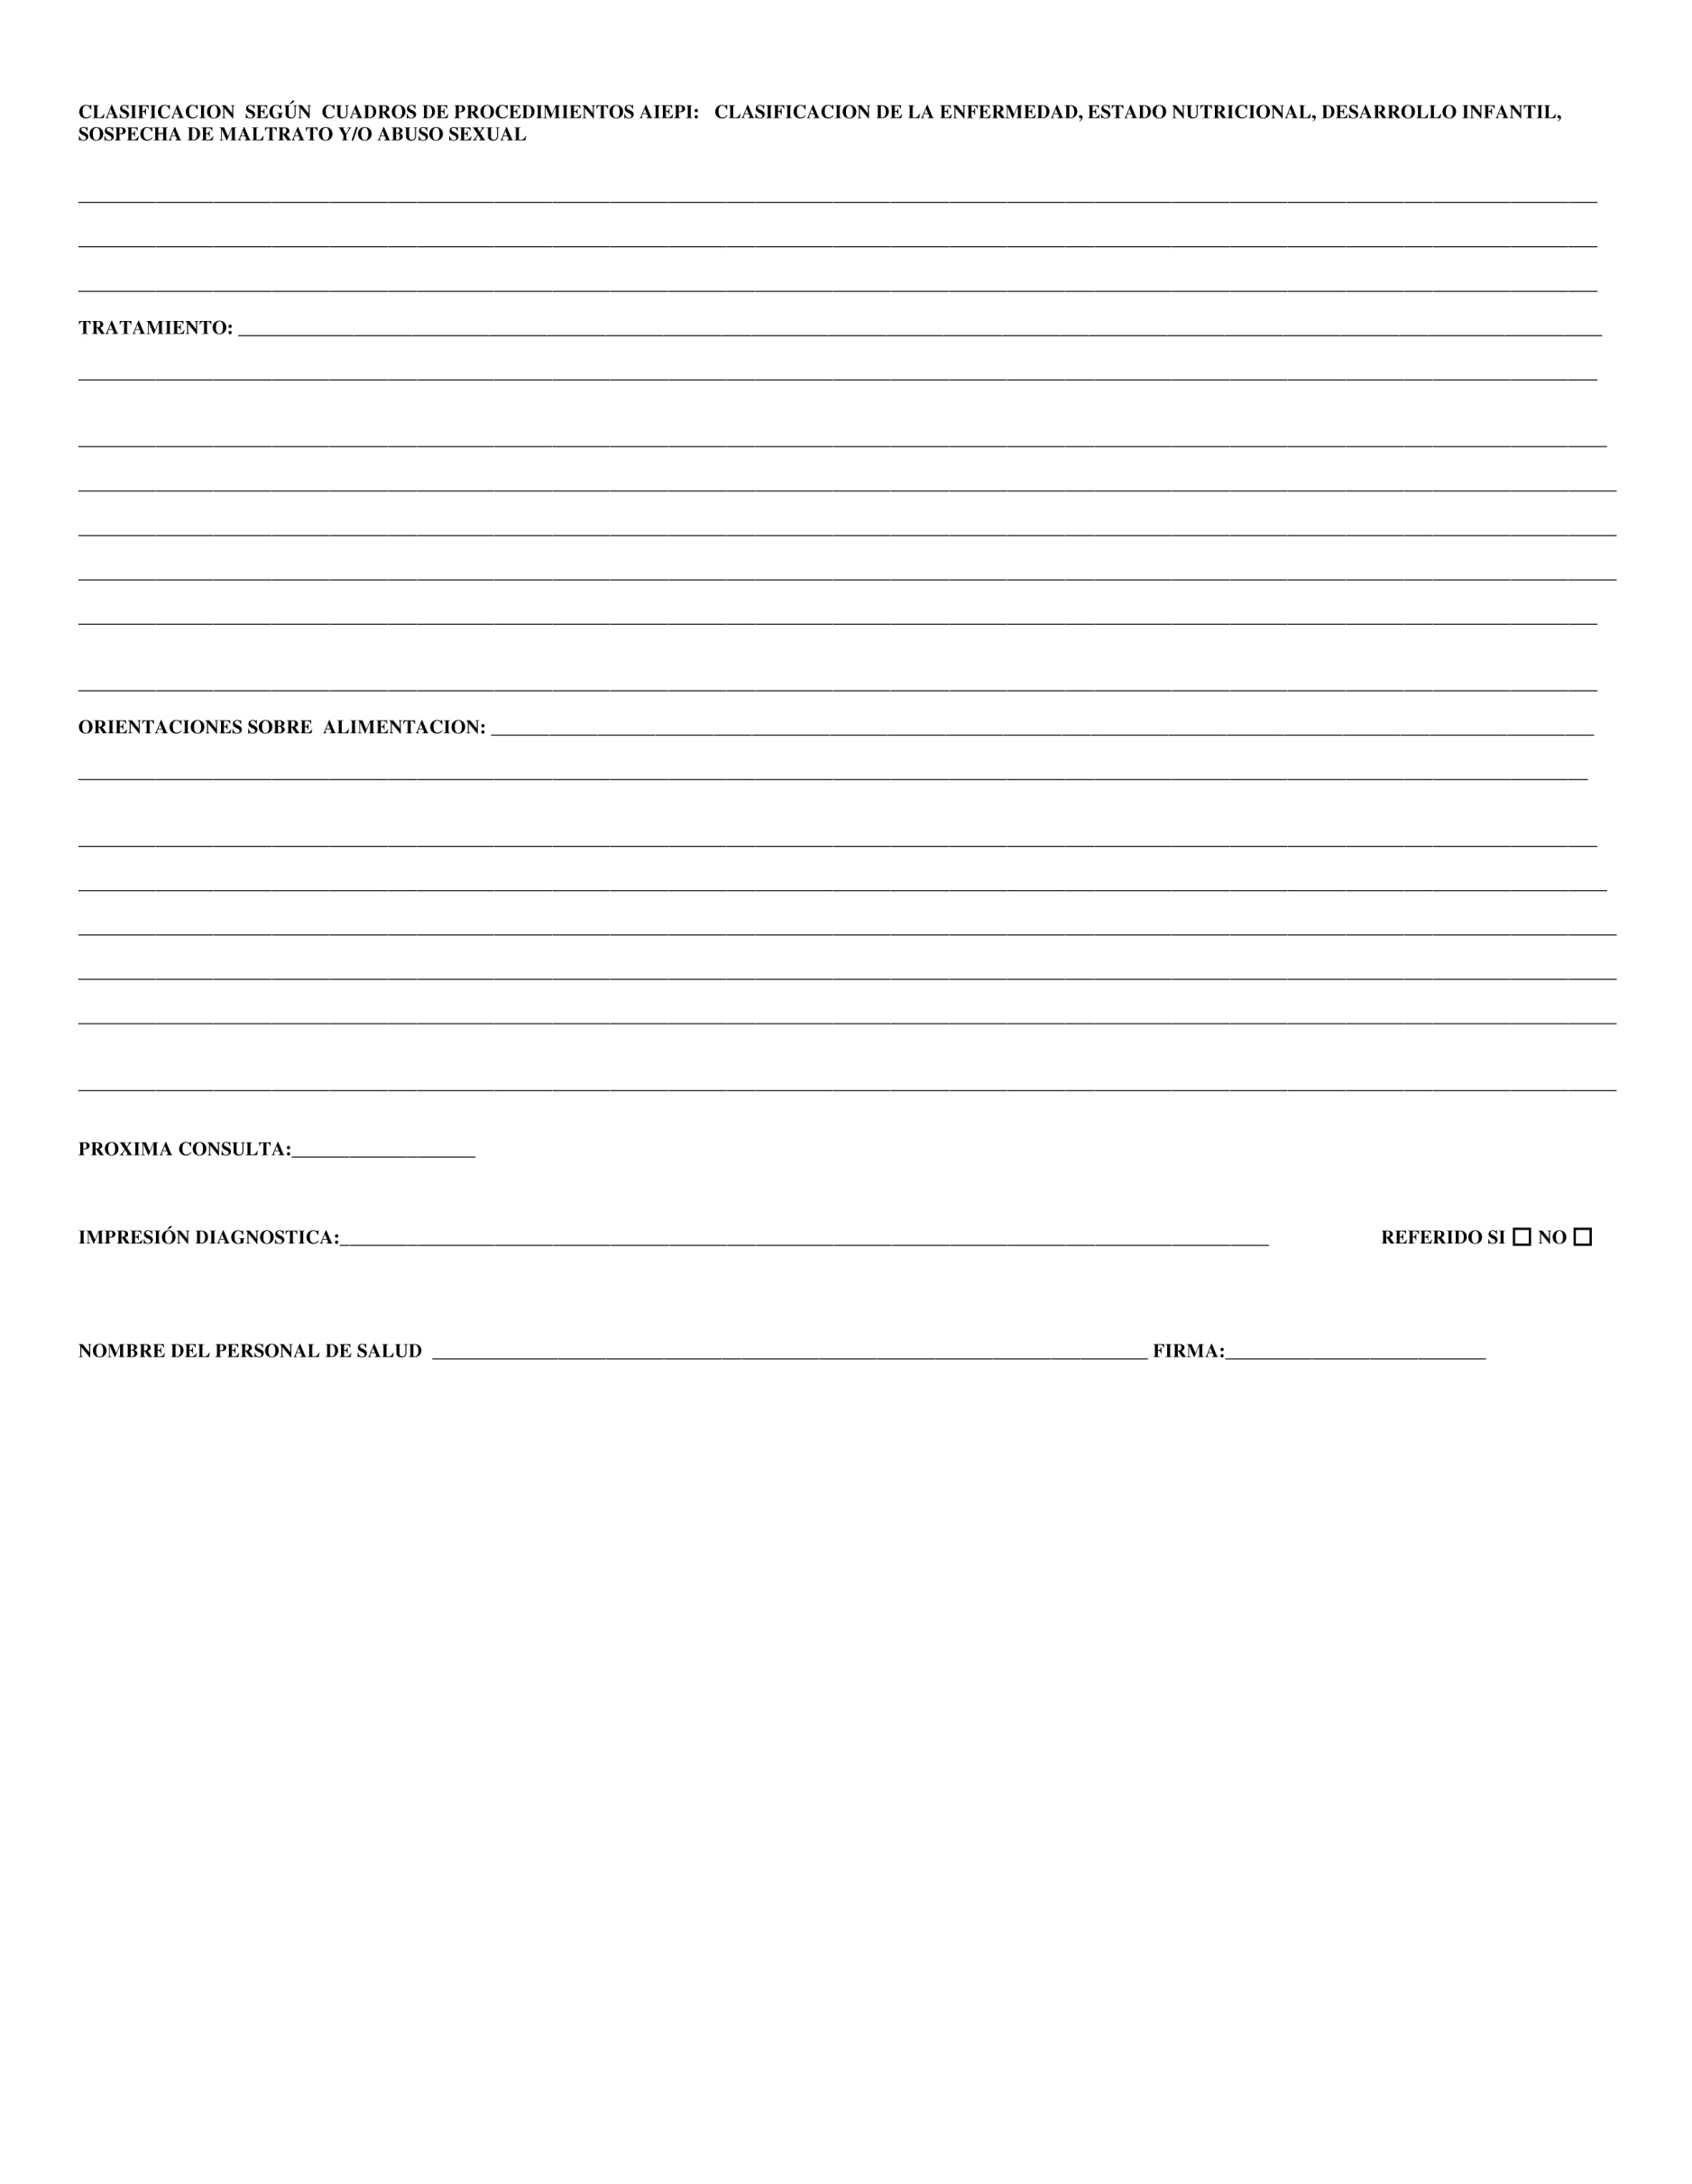 CLASIFICACION SEGÚN CUADROS DE PROCEDIMIENTOS AIEPI: CLASIFICACION DE LA ENFERMEDAD, ESTADO NUTRICIONAL, DESARROLLO INFANTIL,
SOSPECHA DE MALTRATO Y/O ABUSO SEXUAL
TRATAMIENTO:
ORIENTACIONES SOBRE ALIMENTACION:
PROXIMA CONSULTA:
IMPRESIÓN DIAGNOSTICA: REFERIDO SI ☐ NO ☐
NOMBRE DEL PERSONAL DE SALUD FIRMA: